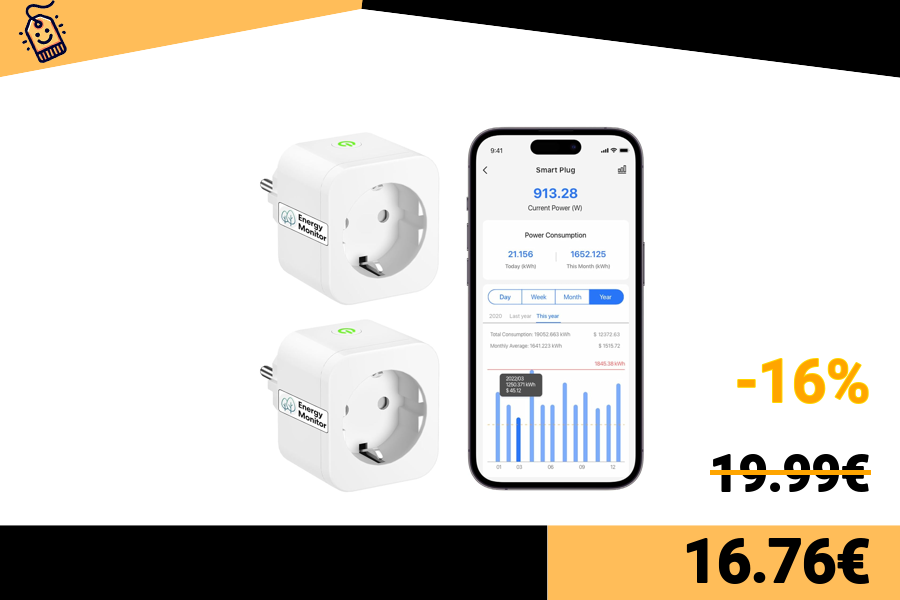 Energy
Monitor
Energy
Monitor
9:41
Smart Plug
913.28
Current Power (W)
Power Consumption
21.156
1652.125
Today (kWh)
This Month (kWh)
Day
Week
Month
Year
2020
Last year
This year
Total Consumption: 19052.663 kWh
$ 12372.63
Monthly Average: 1641.223 kWh
$ 1515.72
1845.38 kWh
2022/03
1250.371 kWh
$ 45.12
01
03
06
09
12
-16%
19.99€
16.76€